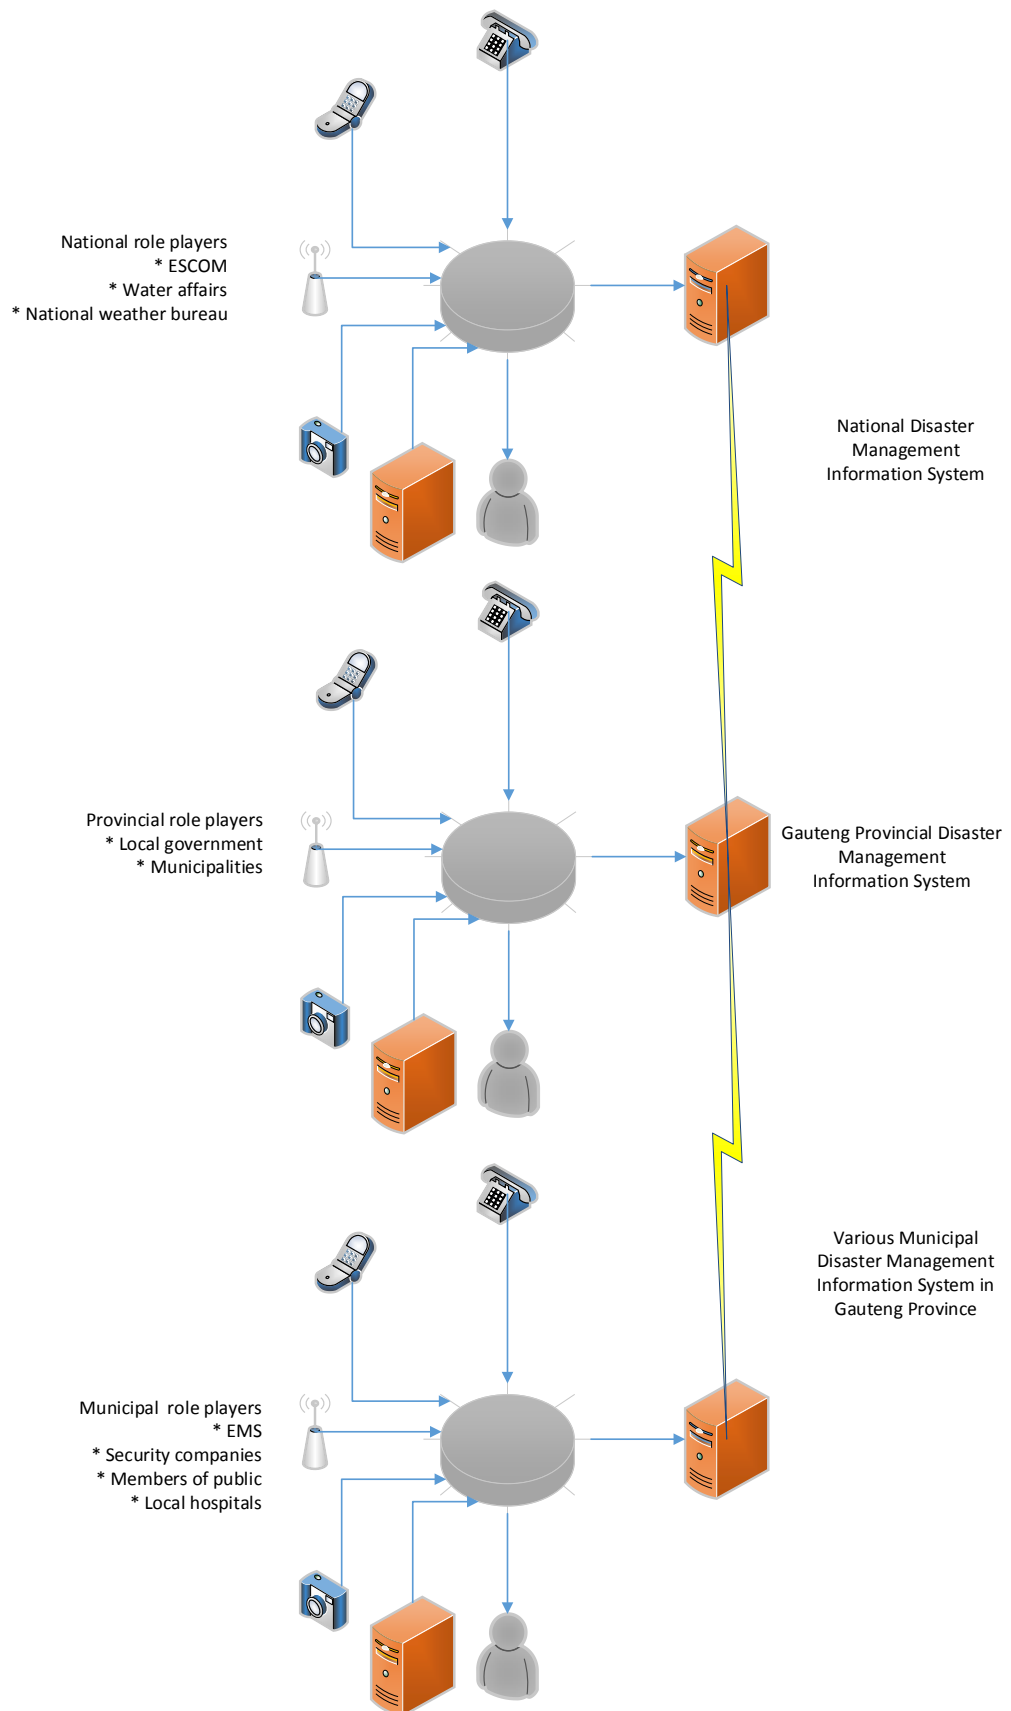 National role players
* ESCOM
* Water affairs
* National weather bureau
National Disaster
Management
Information System
Provincial role players
* Local government
* Municipalities
Gauteng Provincial Disaster
Management
Information System
Various Municipal
Disaster Management
Information System in
Gauteng Province
Municipal  role players
* EMS
* Security companies
* Members of public
* Local hospitals